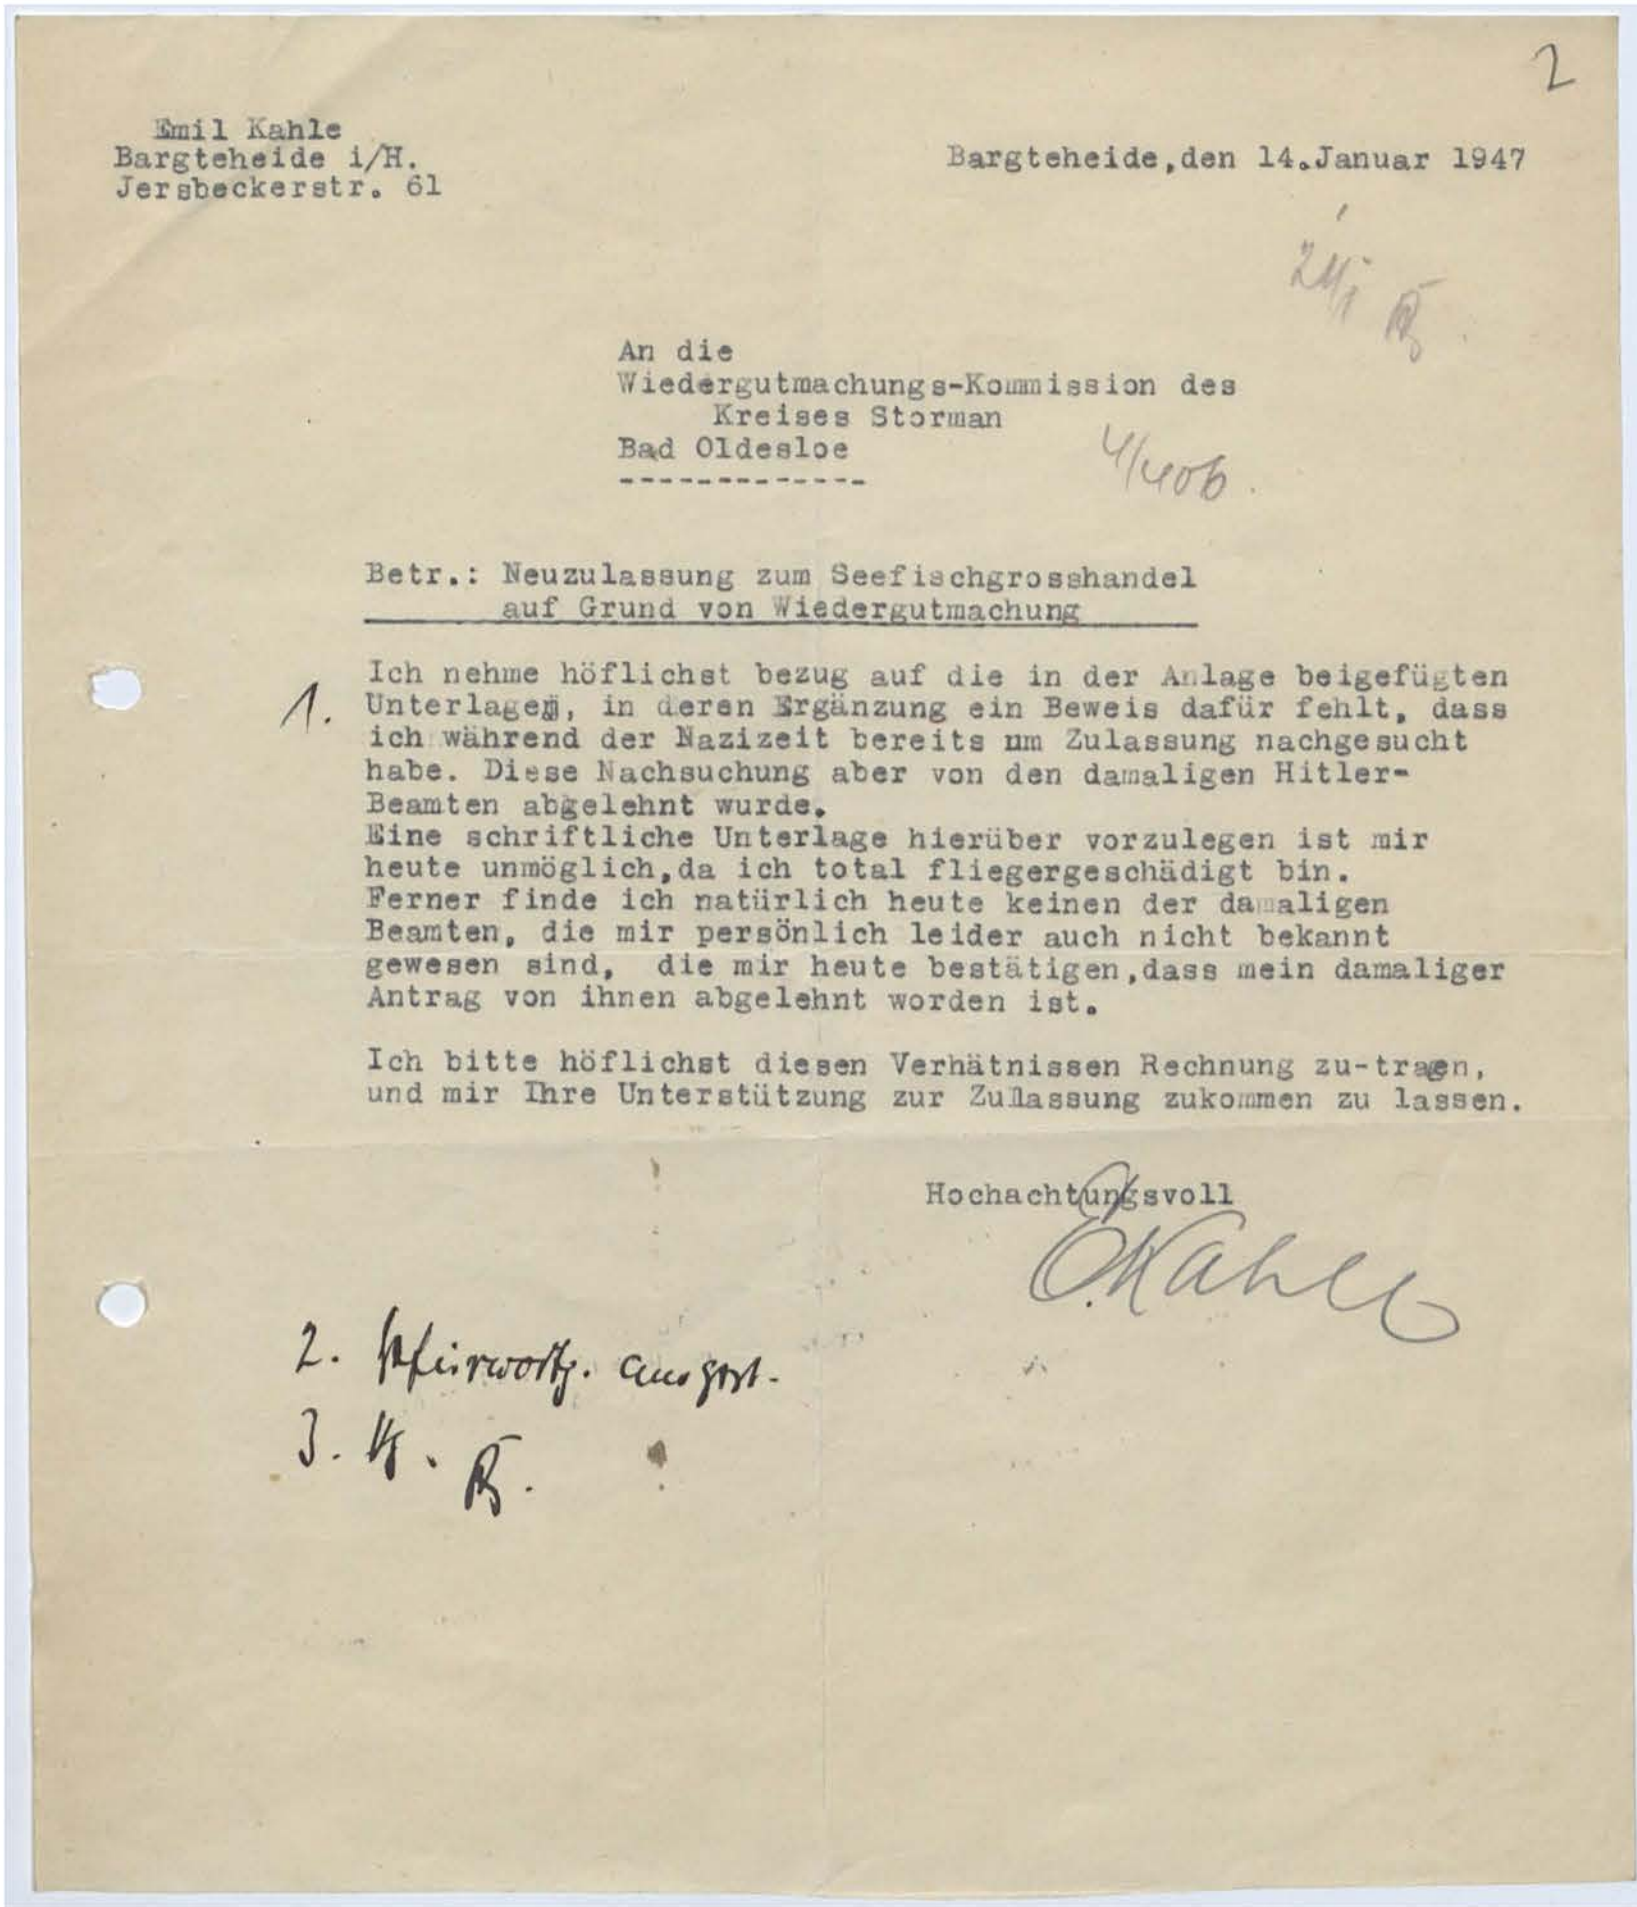 2
Emil Kahle
Bargteheide i/H.
Jersbeckerstr. 61
Bargteheide,den 14.Januar 1947
An die
Wiedergutmachungs-Kommission des
Kreises Storman
Bad Oldesloe
-------------
4/406.
Betr.: Neuzulassung zum Seefischgrosshandel
auf Grund von Wiedergutmachung
Ich nehme höflichst bezug auf die in der Anlage beigefügten
1. Unterlagen, in deren Ergänzung ein Beweis dafür fehlt, dass
ich während der Nazizeit bereits um Zulassung nachgesucht
habe. Diese Nachsuchung aber von den damaligen Hitler-
Beamten abgelehnt wurde.
Eine schriftliche Unterlage hierüber vorzulegen ist mir
heute unmöglich,da ich total fliegergeschädigt bin.
Ferner finde ich natürlich heute keinen der damaligen
Beamten, die mir persönlich leider auch nicht bekannt
gewesen sind, die mir heute bestätigen,dass mein damaliger
Antrag von ihnen abgelehnt worden ist.
Ich bitte höflichst diesen Verhätnissen Rechnung zu-tragen,
und mir Ihre Unterstützung zur Zullassung zukommen zu lassen.
Hochachtungsvoll
E. Kahle
2.
3.